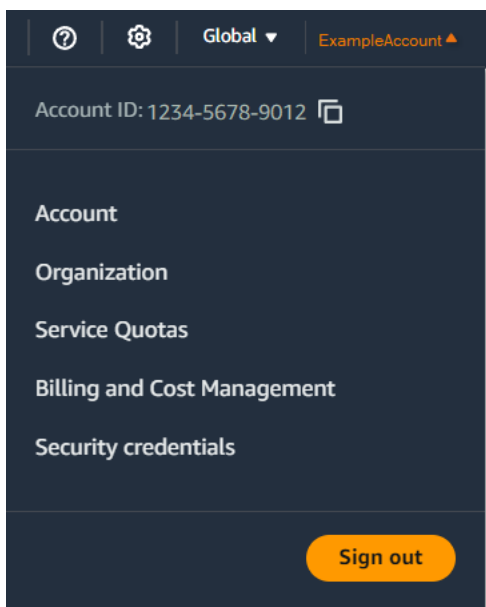 Global ExampleAccount
Account ID: 1234-5678-9012
Account
Organization
Service Quotas
Billing and Cost Management
Security credentials
Sign out